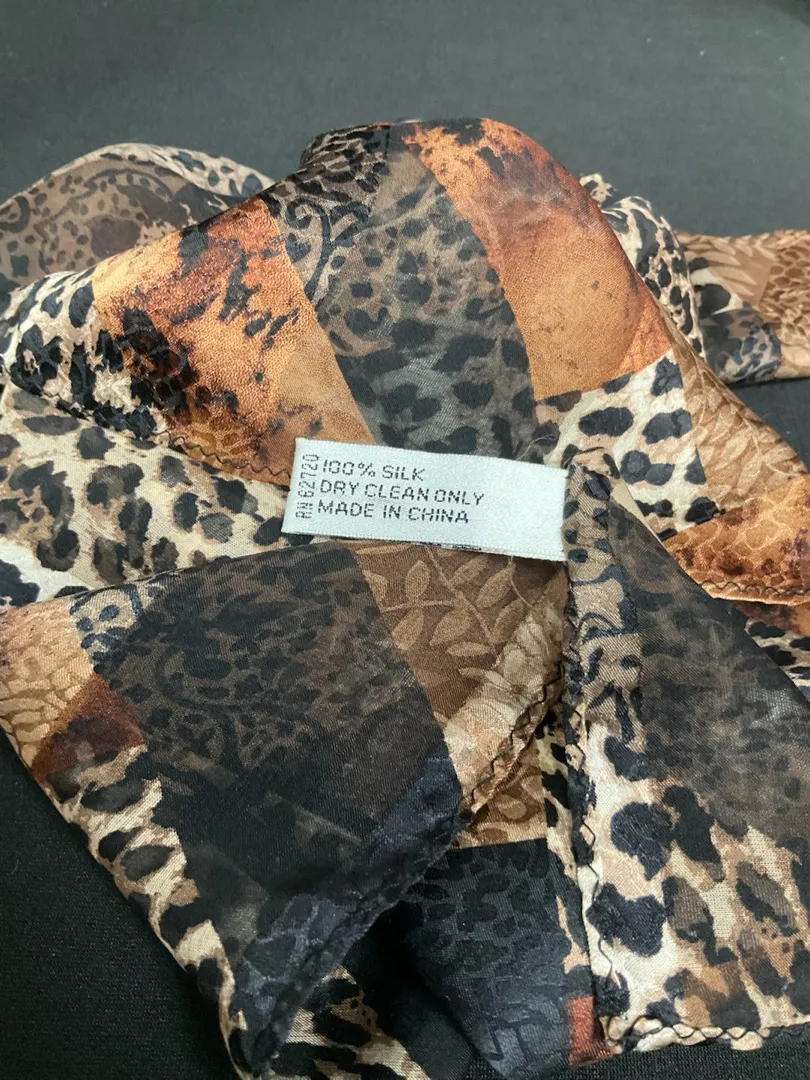 RN 62720
100% SILK
DRY CLEAN ONLY
MADE IN CHINA